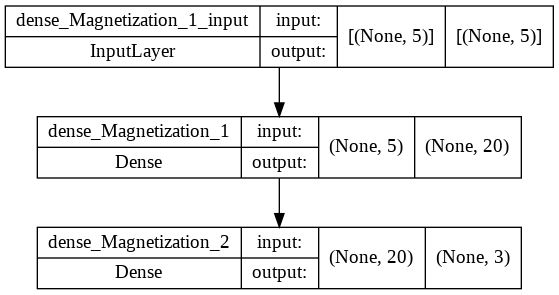 dense_Magnetization_1_input input: [(None, 5)] [(None, 5)]
InputLayer output:
dense_Magnetization_1 input: (None, 5) (None, 20)
Dense output:
dense_Magnetization_2 input: (None, 20) (None, 3)
Dense output: